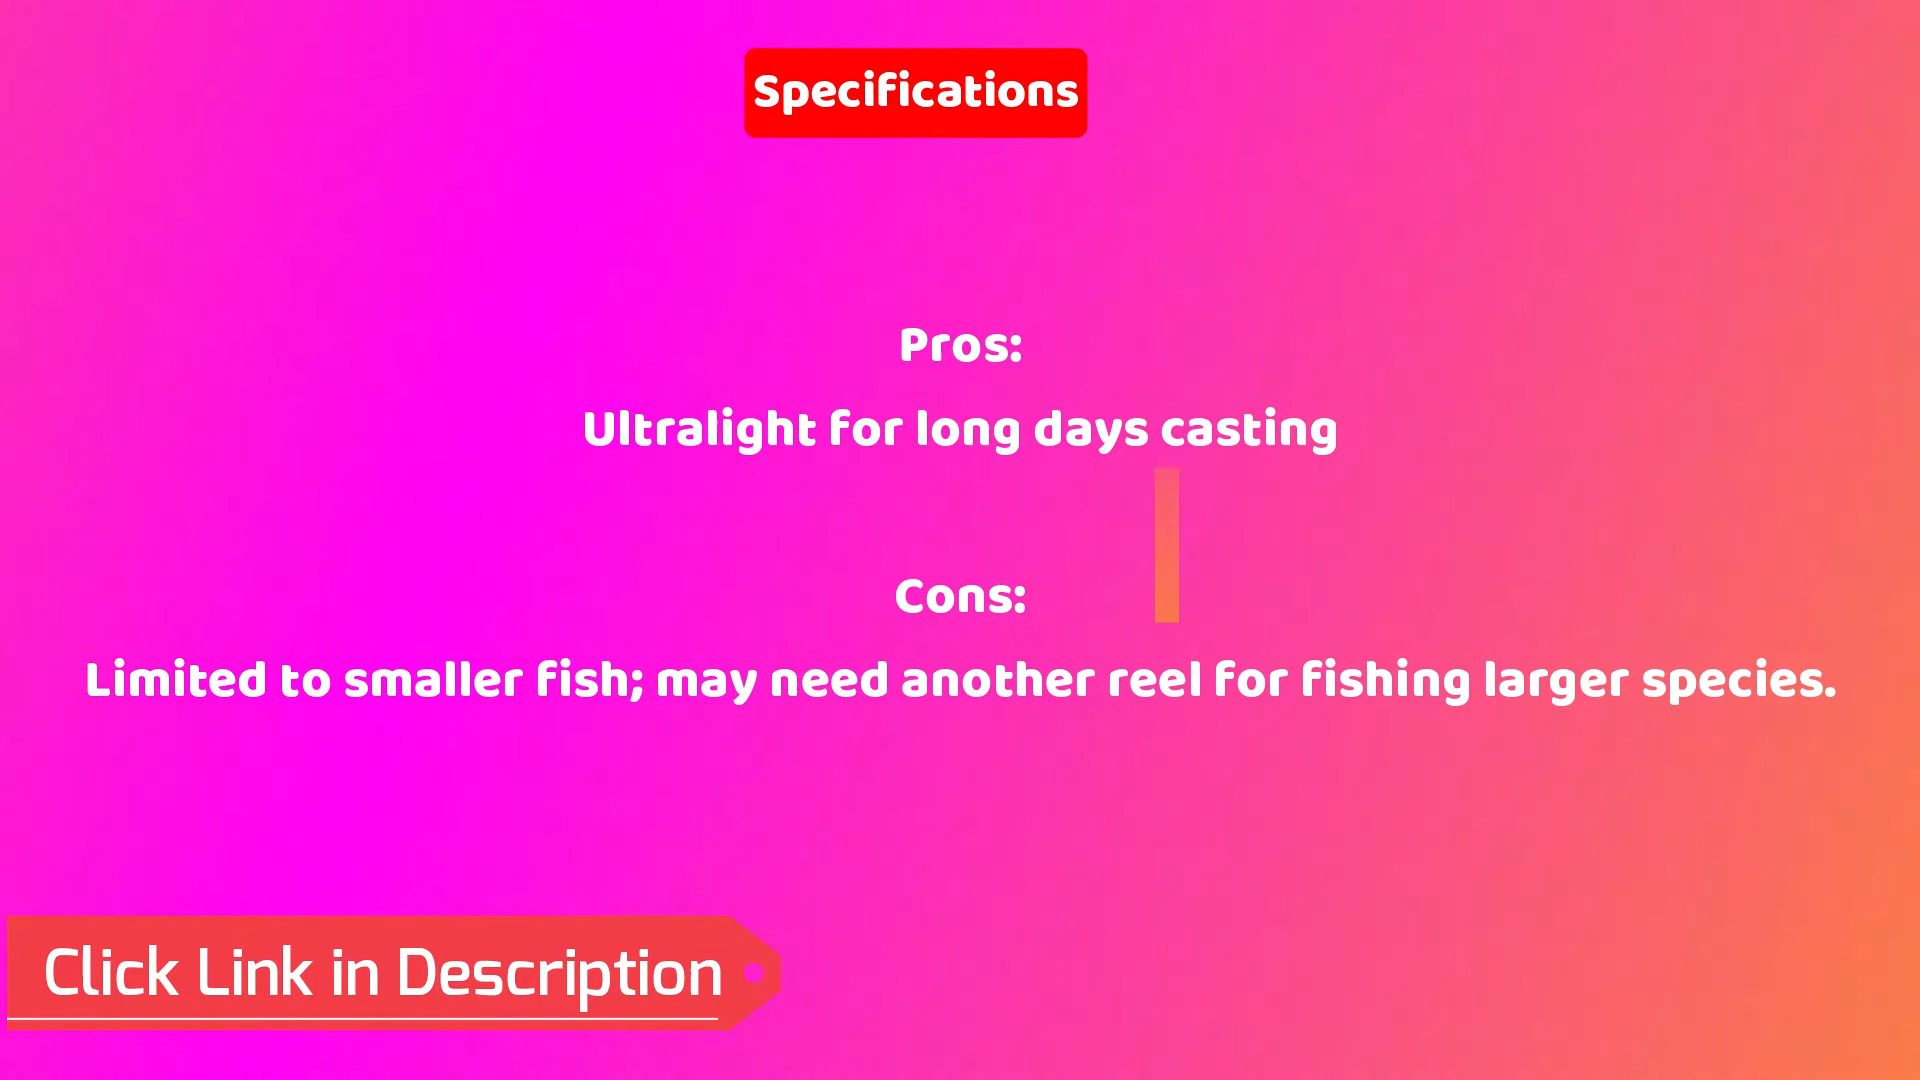 Specifications
Pros:
Ultralight for long days casting
Cons:
Limited to smaller fish; may need another reel for fishing larger species.
Click Link in Description